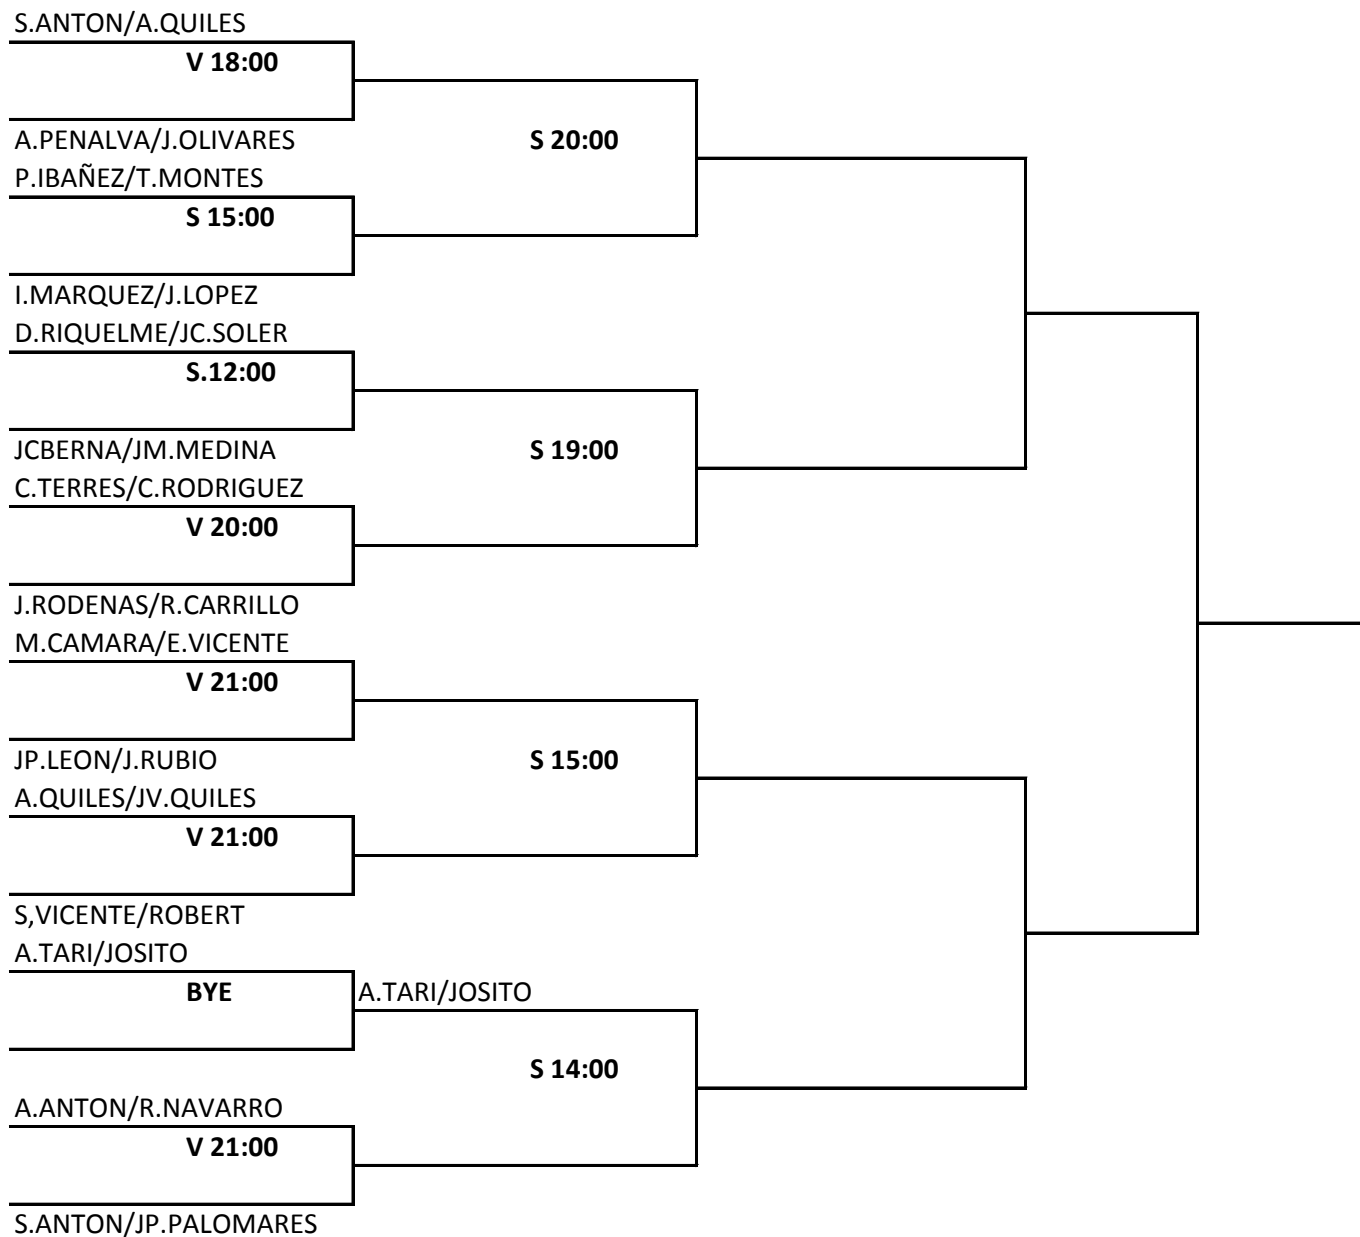 S.ANTON/A.QUILES
V 18:00
A.PENALVA/J.OLIVARES
S 20:00
P.IBAÑEZ/T.MONTES
S 15:00
I.MARQUEZ/J.LOPEZ
D.RIQUELME/JC.SOLER
S.12:00
JCBERNA/JM.MEDINA
S 19:00
C.TERRES/C.RODRIGUEZ
V 20:00
J.RODENAS/R.CARRILLO
M.CAMARA/E.VICENTE
V 21:00
JP.LEON/J.RUBIO
S 15:00
A.QUILES/JV.QUILES
V 21:00
S,VICENTE/ROBERT
A.TARI/JOSITO
BYE
A.TARI/JOSITO
S 14:00
A.ANTON/R.NAVARRO
V 21:00
S.ANTON/JP.PALOMARES